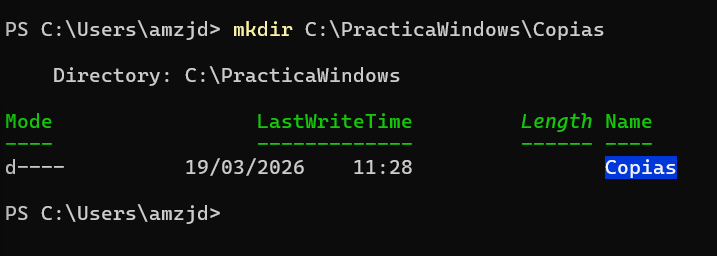 PS C:\Users\amzjd> mkdir C:\PracticaWindows\Copias
Directory: C:\PracticaWindows
Mode LastWriteTime Length Name
---- ------------- ------ ----
d---- 19/03/2026 11:28 Copias
PS C:\Users\amzjd>